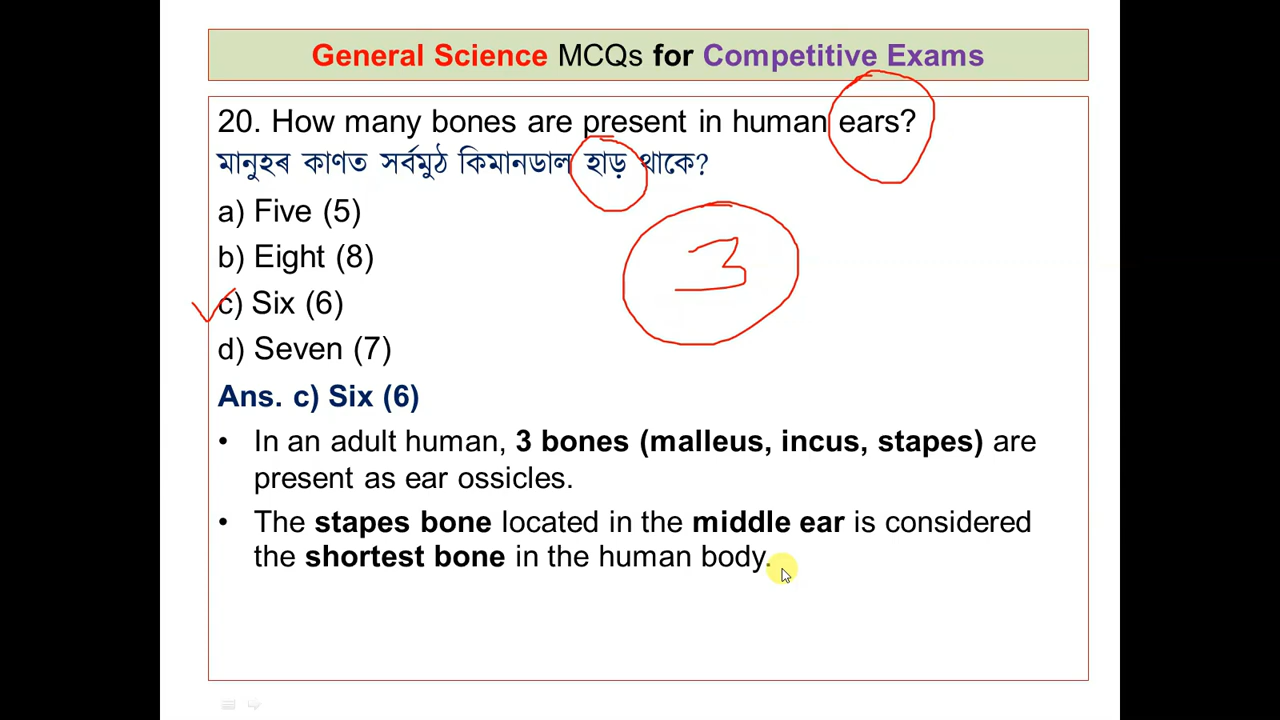 General Science MCQs for Competitive Exams
20. How many bones are present in human ears?
মানুহৰ কাণত সৰ্বমুঠ কিমানডাল হাড় থাকে?
a) Five (5)
b) Eight (8)
3
c) Six (6)
d) Seven (7)
Ans. c) Six (6)
• In an adult human, 3 bones (malleus, incus, stapes) are
present as ear ossicles.
• The stapes bone located in the middle ear is considered
the shortest bone in the human body.